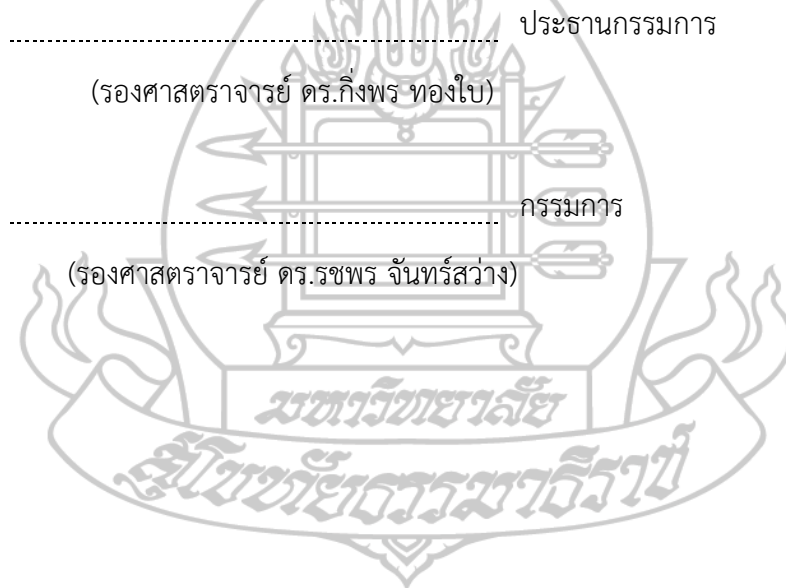 ประธานกรรมการ
(รองศาสตราจารย์ ดร.กิ่งพร ทองใบ)
กรรมการ
(รองศาสตราจารย์ ดร.รชพร จันทร์สว่าง)
มหาวิทยาลัย
สุโขทัยธรรมาธิราช